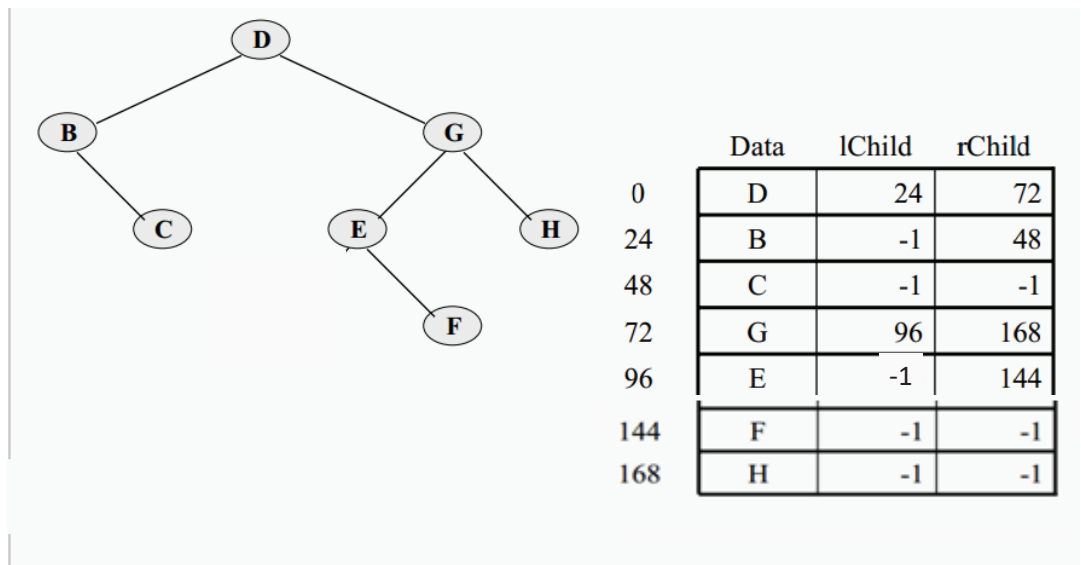 D
B G
C E H
F
Data lChild rChild
0 D 24 72
24 B -1 48
48 C -1 -1
72 G 96 168
96 E -1 144
144 F -1 -1
168 H -1 -1